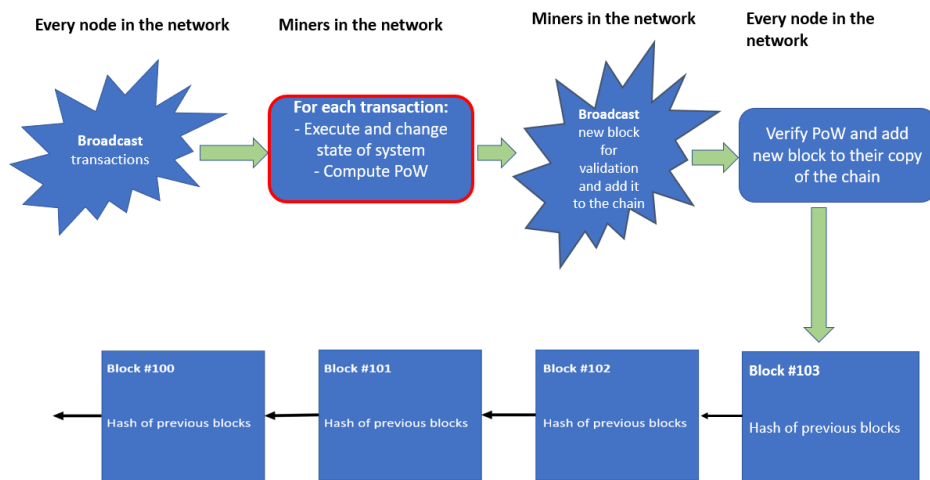 Every node in the network
Miners in the network
Miners in the network
Every node in the
network
Broadcast
transactions
For each transaction:
- Execute and change
state of system
- Compute PoW
Broadcast
new block
for
validation
and add it
to the chain
Verify PoW and add
new block to their copy
of the chain
Block #100
Hash of previous blocks
Block #101
Hash of previous blocks
Block #102
Hash of previous blocks
Block #103
Hash of previous blocks